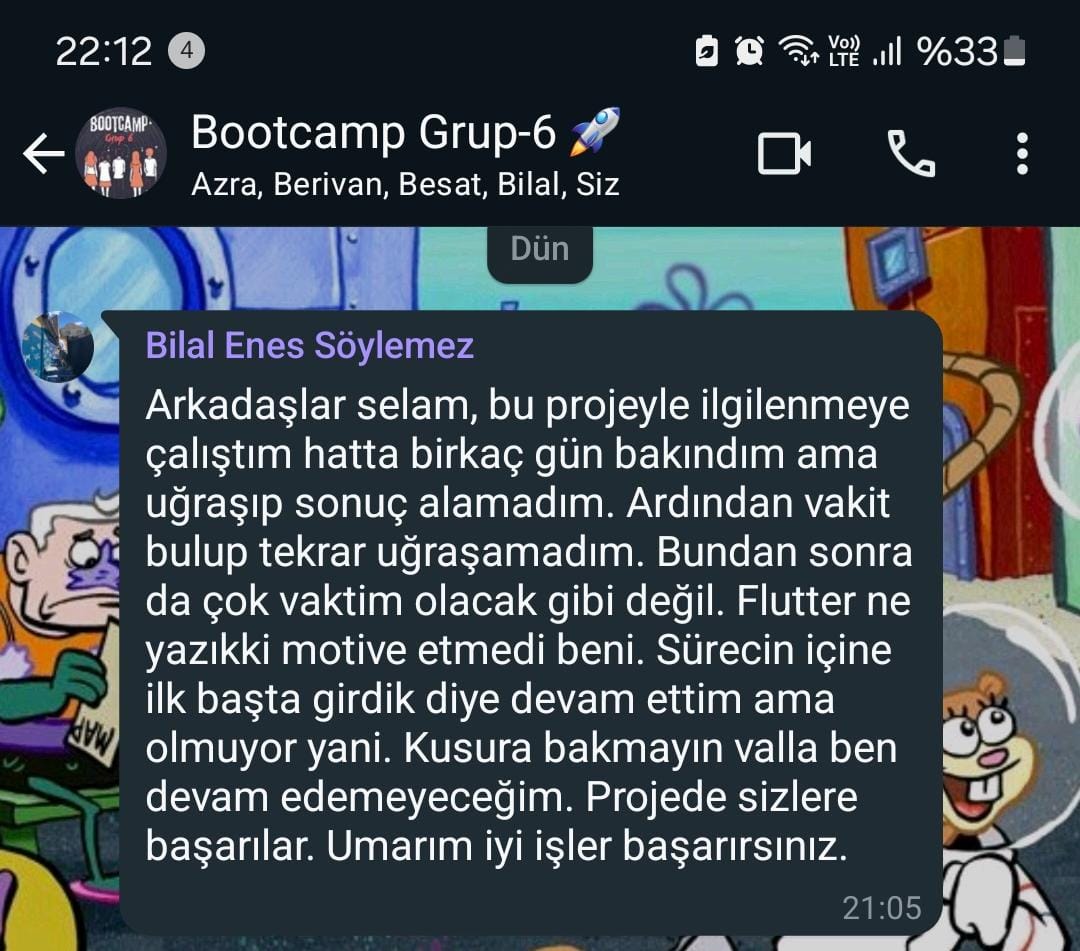 22:12 4 Vo)) LTE %33
BOOTCAMP
Grup 6
Bootcamp Grup-6 🚀
Azra, Berivan, Besat, Bilal, Siz
Dün
Bilal Enes Söylemez
Arkadaşlar selam, bu projeyle ilgilenmeye
çalıştım hatta birkaç gün bakındım ama
uğraşıp sonuç alamadım. Ardından vakit
bulup tekrar uğraşamadım. Bundan sonra
da çok vaktim olacak gibi değil. Flutter ne
yazıkki motive etmedi beni. Sürecin içine
ilk başta girdik diye devam ettim ama
olmuyor yani. Kusura bakmayın valla ben
devam edemeyeceğim. Projede sizlere
başarılar. Umarım iyi işler başarırsınız.
21:05
MAP